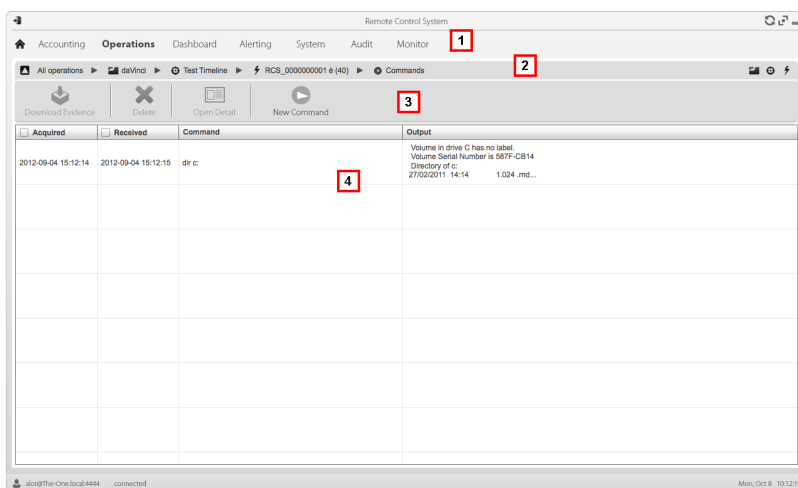 Remote Control System
Accounting Operations Dashboard Alerting System Audit Monitor 1
All operations daVinci Test Timeline RCS_0000000001 è (40) Commands 2
Download Evidence Delete Open Detail New Command 3
Acquired Received Command Output
2012-09-04 15:12:14 2012-09-04 15:12:15 dir c: Volume in drive C has no label.
Volume Serial Number is 587F-CB14
Directory of c:
27/02/2011 14:14 1.024 .rnd...
4
alor@The-One.local:4444 connected Mon, Oct 8 10:12:1